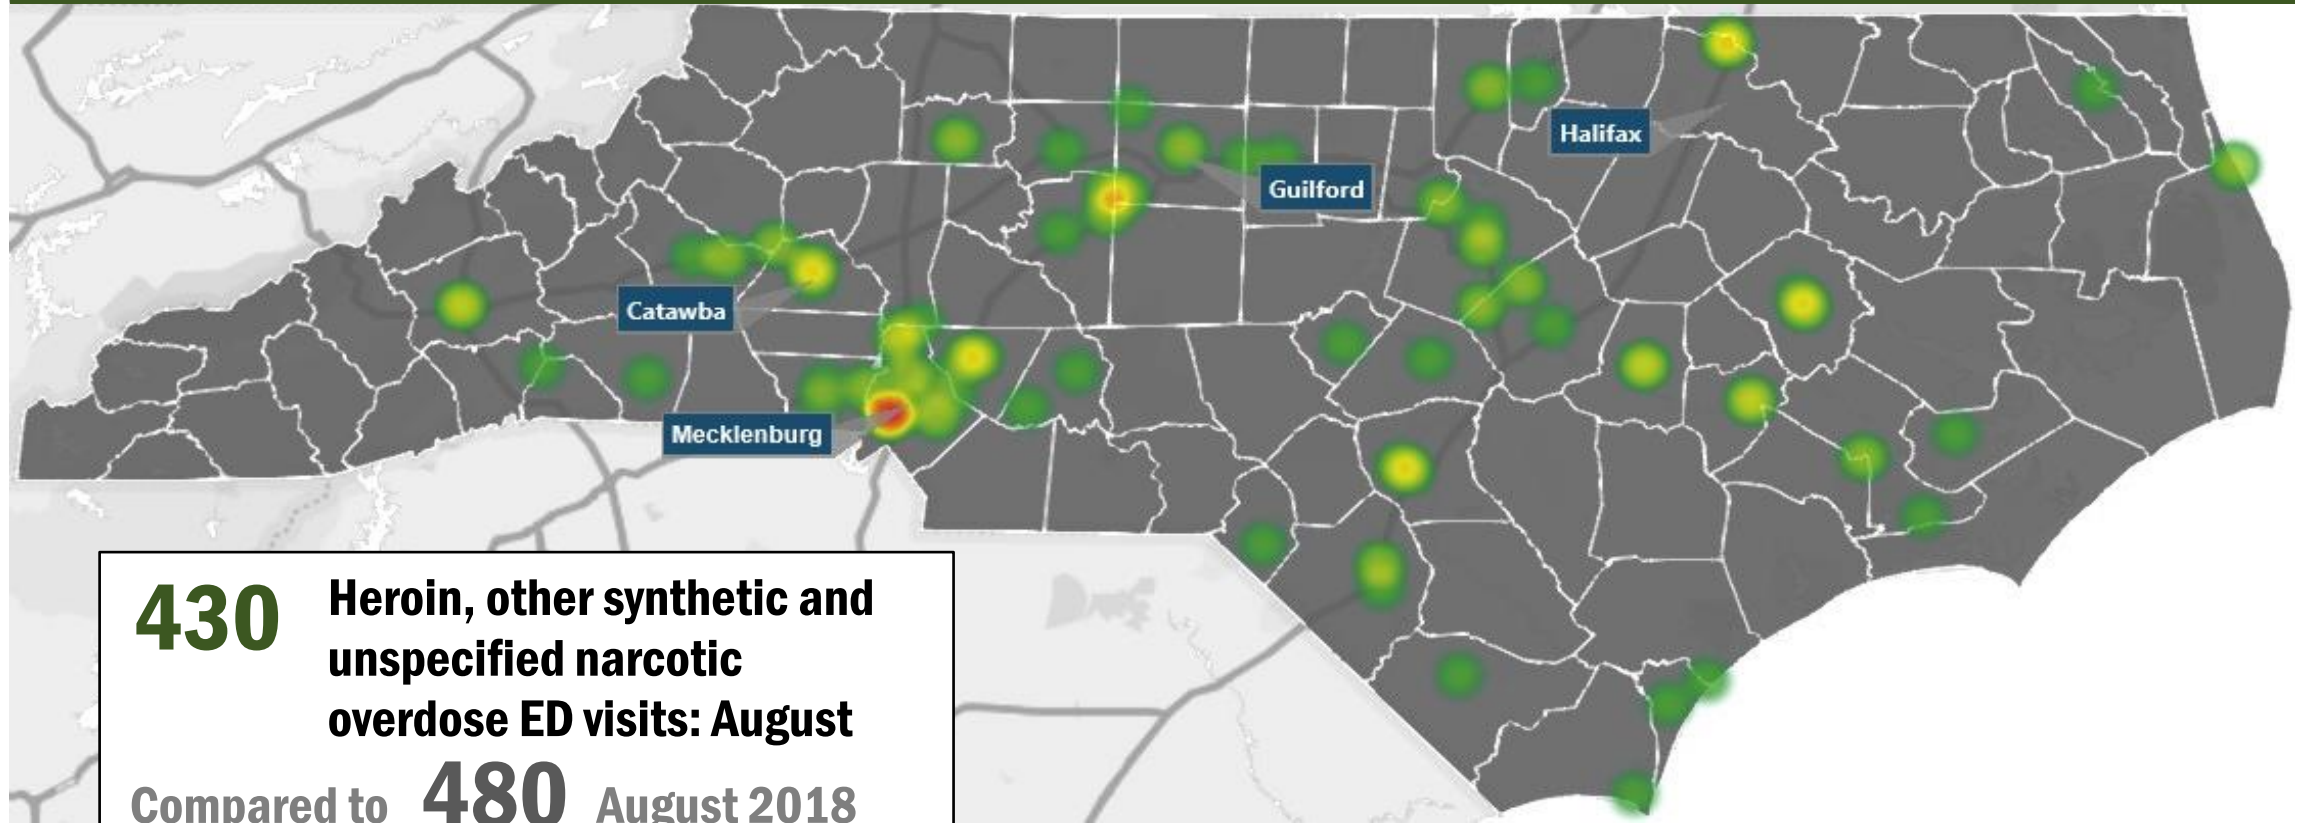 Halifax
Guilford
Catawba
Mecklenburg
430 Heroin, other synthetic and
unspecified narcotic
overdose ED visits: August
Compared to 480 August 2018